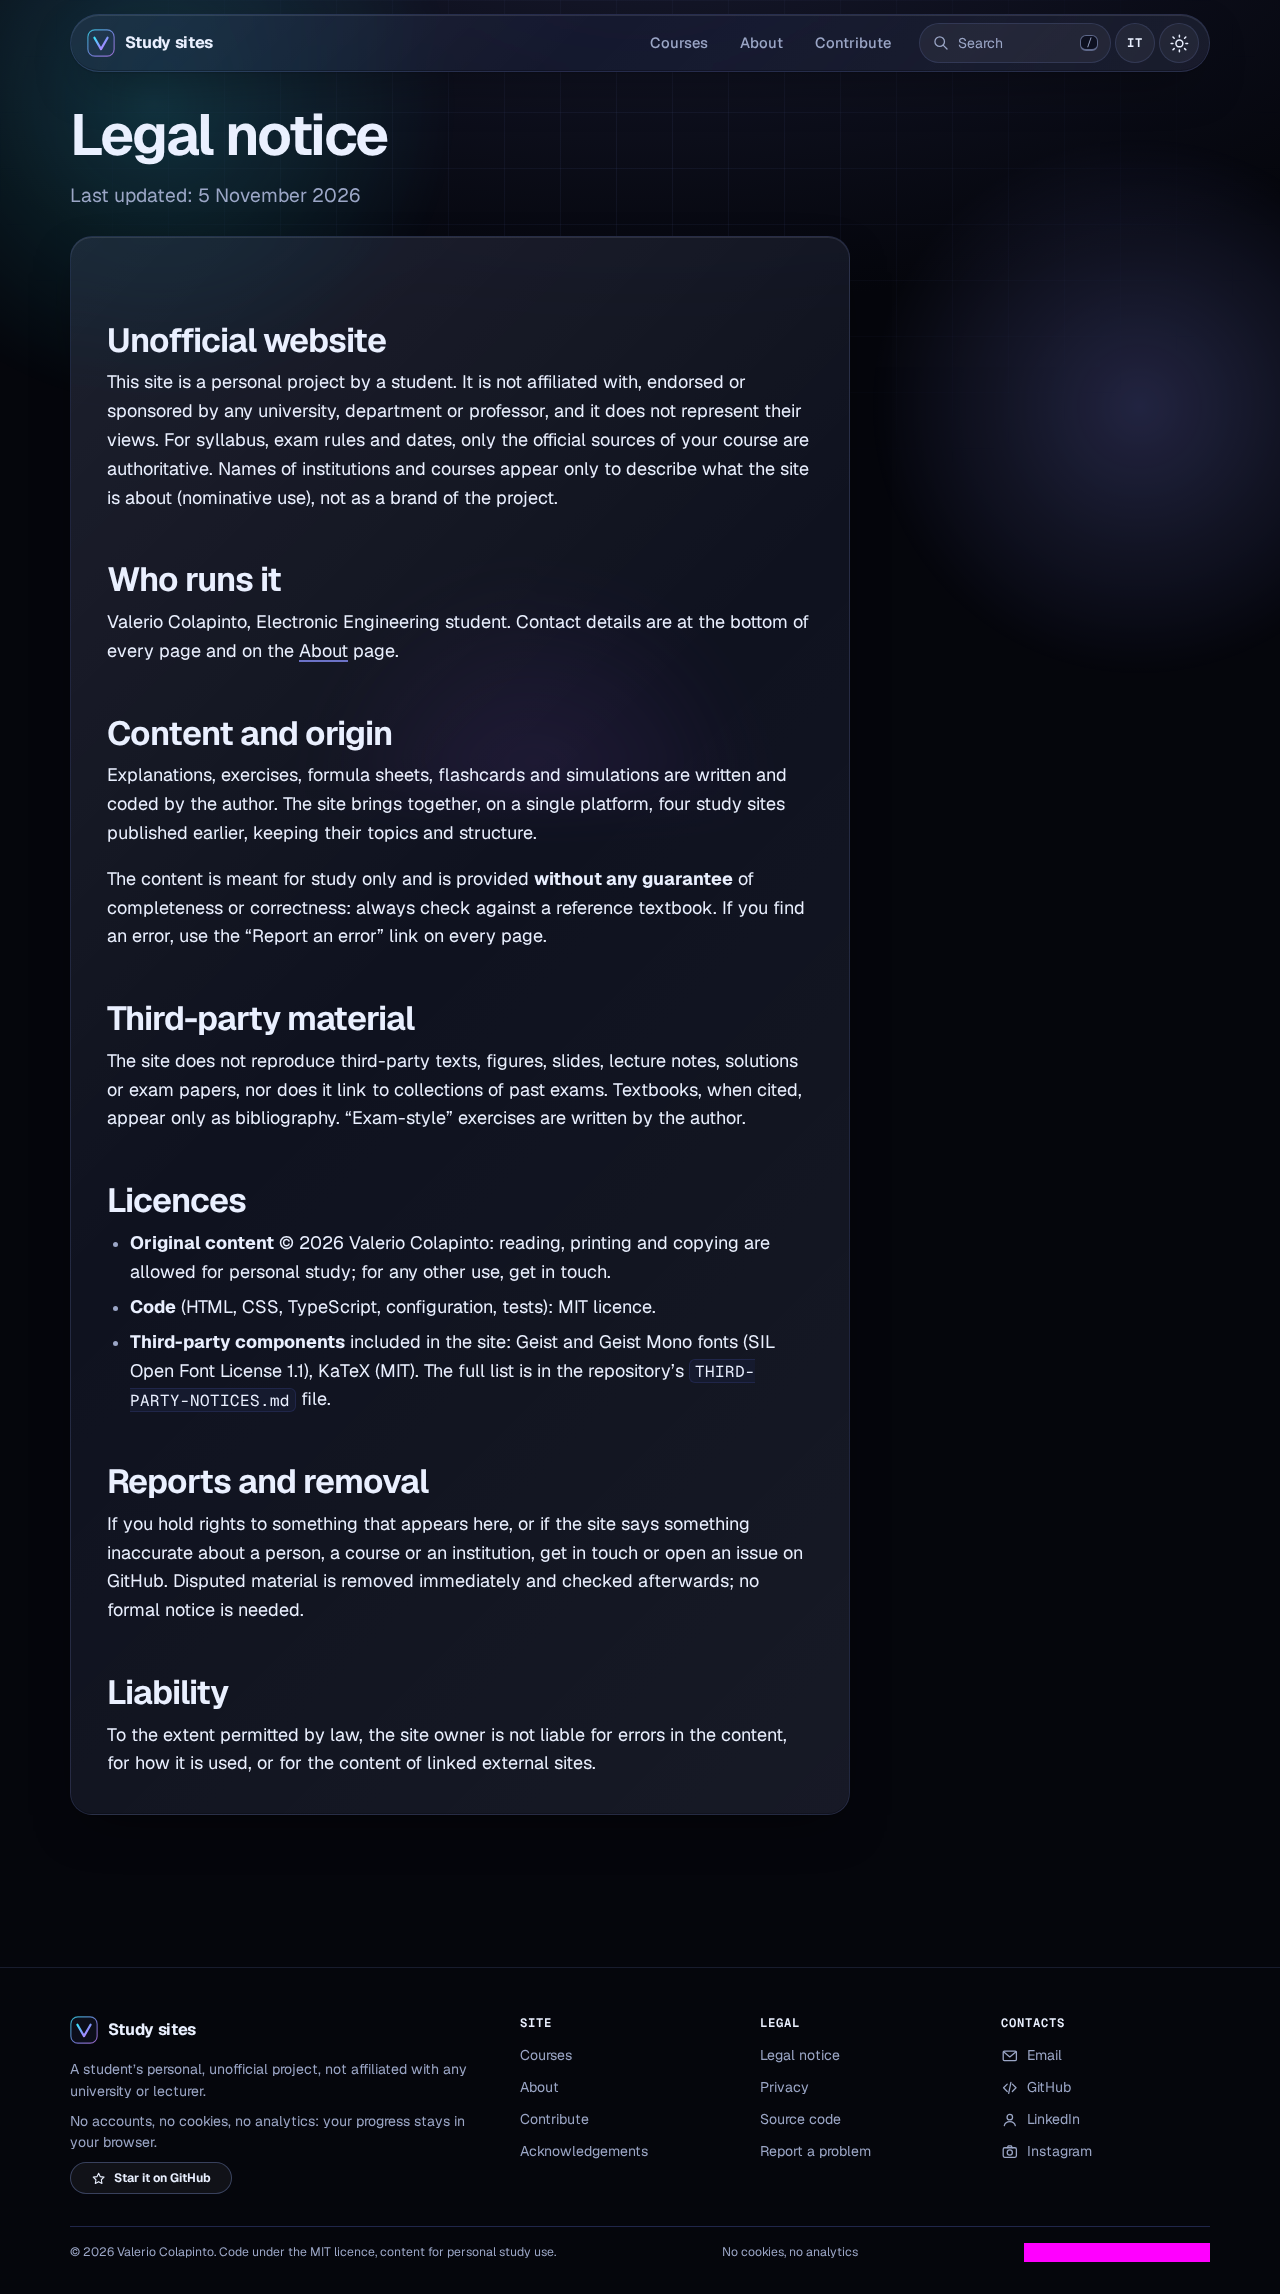 Study sites
Courses
About
Contribute
Search
/
IT
Legal notice
Last updated: 5 November 2026
Unofficial website
This site is a personal project by a student. It is not affiliated with, endorsed or
sponsored by any university, department or professor, and it does not represent their
views. For syllabus, exam rules and dates, only the official sources of your course are
authoritative. Names of institutions and courses appear only to describe what the site
is about (nominative use), not as a brand of the project.
Who runs it
Valerio Colapinto, Electronic Engineering student. Contact details are at the bottom of
every page and on the About page.
Content and origin
Explanations, exercises, formula sheets, flashcards and simulations are written and
coded by the author. The site brings together, on a single platform, four study sites
published earlier, keeping their topics and structure.
The content is meant for study only and is provided without any guarantee of
completeness or correctness: always check against a reference textbook. If you find
an error, use the “Report an error” link on every page.
Third-party material
The site does not reproduce third-party texts, figures, slides, lecture notes, solutions
or exam papers, nor does it link to collections of past exams. Textbooks, when cited,
appear only as bibliography. “Exam-style” exercises are written by the author.
Licences
Original content © 2026 Valerio Colapinto: reading, printing and copying are
allowed for personal study; for any other use, get in touch.
Code (HTML, CSS, TypeScript, configuration, tests): MIT licence.
Third-party components included in the site: Geist and Geist Mono fonts (SIL
Open Font License 1.1), KaTeX (MIT). The full list is in the repository’s THIRD-
PARTY-NOTICES.md file.
Reports and removal
If you hold rights to something that appears here, or if the site says something
inaccurate about a person, a course or an institution, get in touch or open an issue on
GitHub. Disputed material is removed immediately and checked afterwards; no
formal notice is needed.
Liability
To the extent permitted by law, the site owner is not liable for errors in the content,
for how it is used, or for the content of linked external sites.
Study sites
A student’s personal, unofficial project, not affiliated with any
university or lecturer.
No accounts, no cookies, no analytics: your progress stays in
your browser.
Star it on GitHub
SITE
Courses
About
Contribute
Acknowledgements
LEGAL
Legal notice
Privacy
Source code
Report a problem
CONTACTS
Email
GitHub
LinkedIn
Instagram
© 2026 Valerio Colapinto. Code under the MIT licence, content for personal study use.
No cookies, no analytics